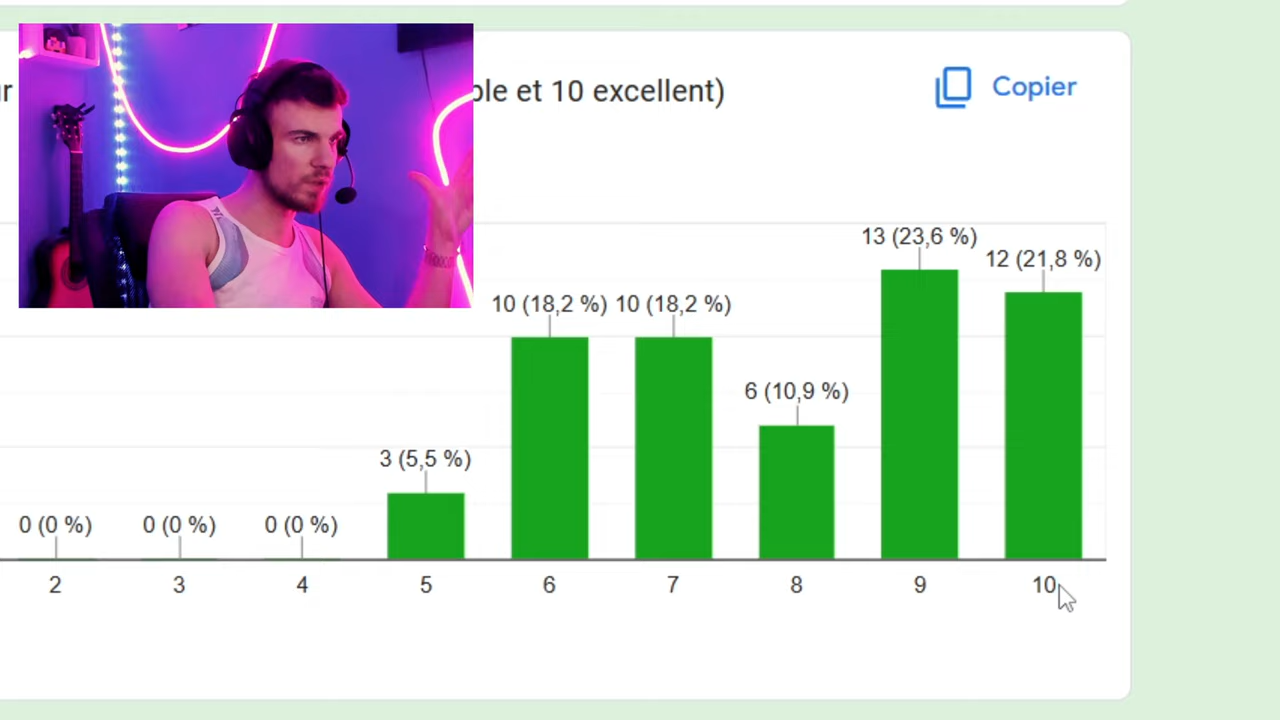 ble et 10 excellent)
Copier
13 (23,6 %)
12 (21,8 %)
10 (18,2 %) 10 (18,2 %)
6 (10,9 %)
3 (5,5 %)
0 (0 %) 0 (0 %) 0 (0 %)
2 3 4 5 6 7 8 9 10